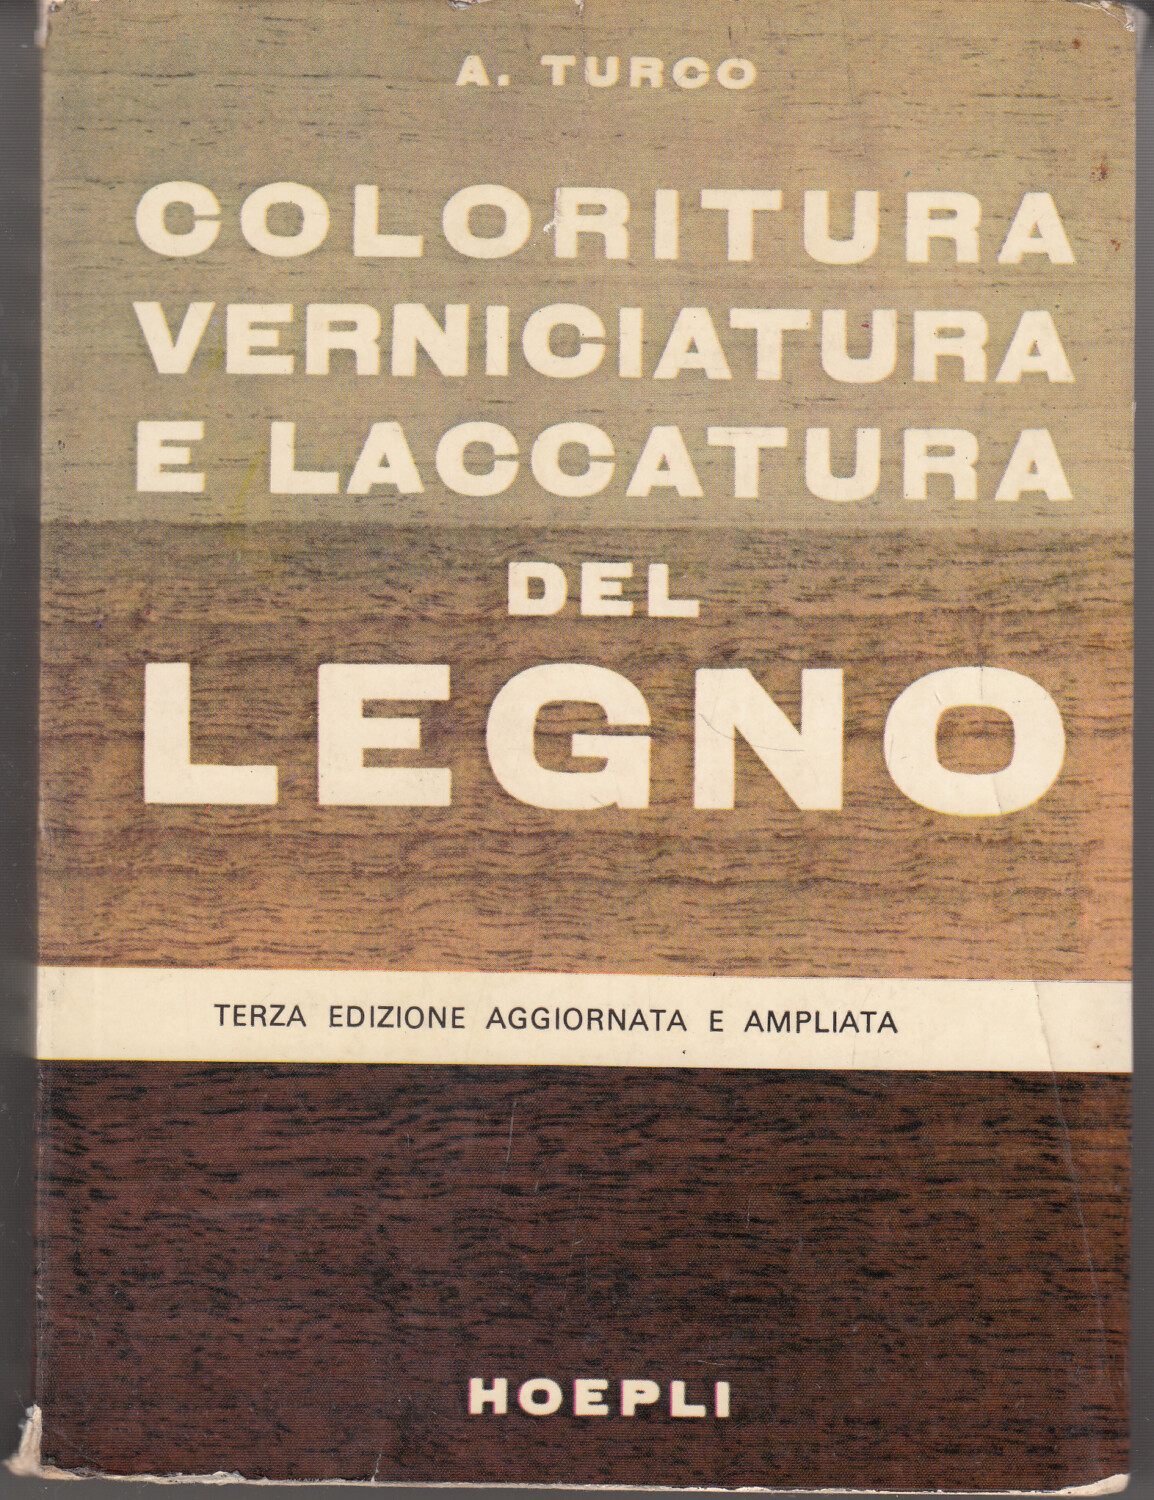 A. TURCO
COLORITURA
VERNICIATURA
E LACCATURA
DEL
LEGNO
TERZA EDIZIONE AGGIORNATA E AMPLIATA
HOEPLI